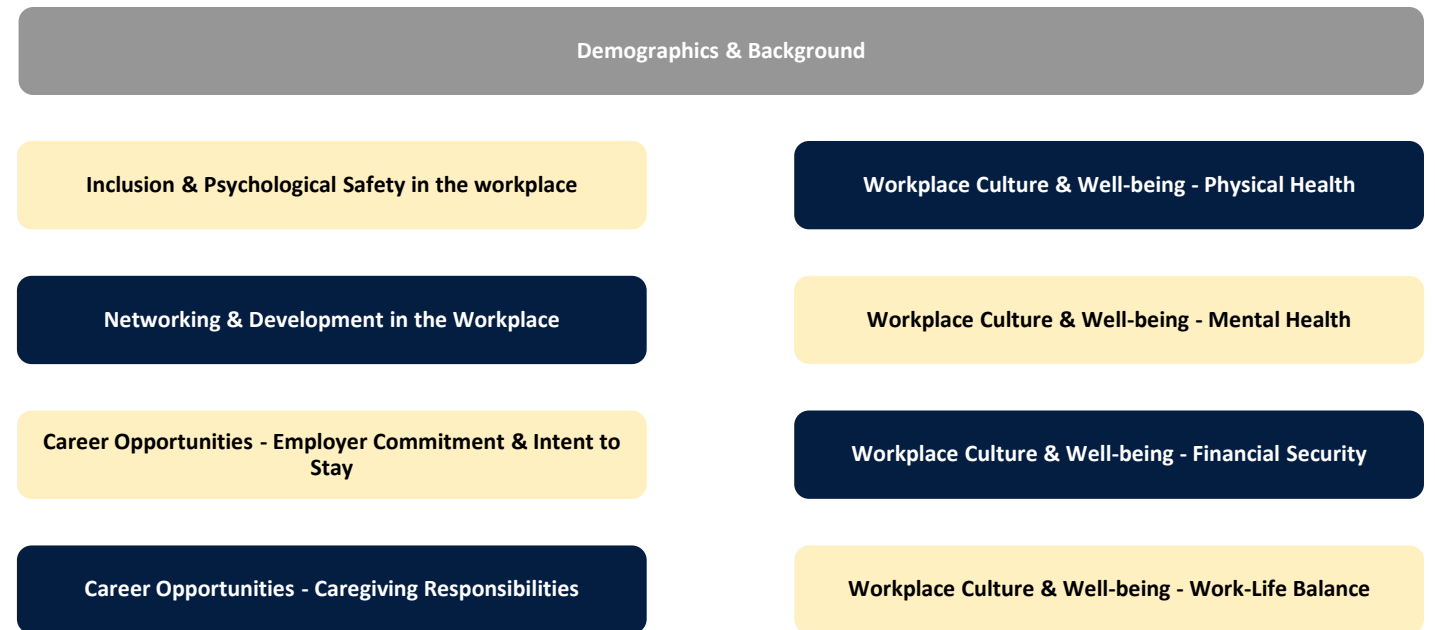 Demographics & Background
Inclusion & Psychological Safety in the workplace
Workplace Culture & Well-being - Physical Health
Networking & Development in the Workplace
Workplace Culture & Well-being - Mental Health
Career Opportunities - Employer Commitment & Intent to
Stay
Workplace Culture & Well-being - Financial Security
Career Opportunities - Caregiving Responsibilities
Workplace Culture & Well-being - Work-Life Balance